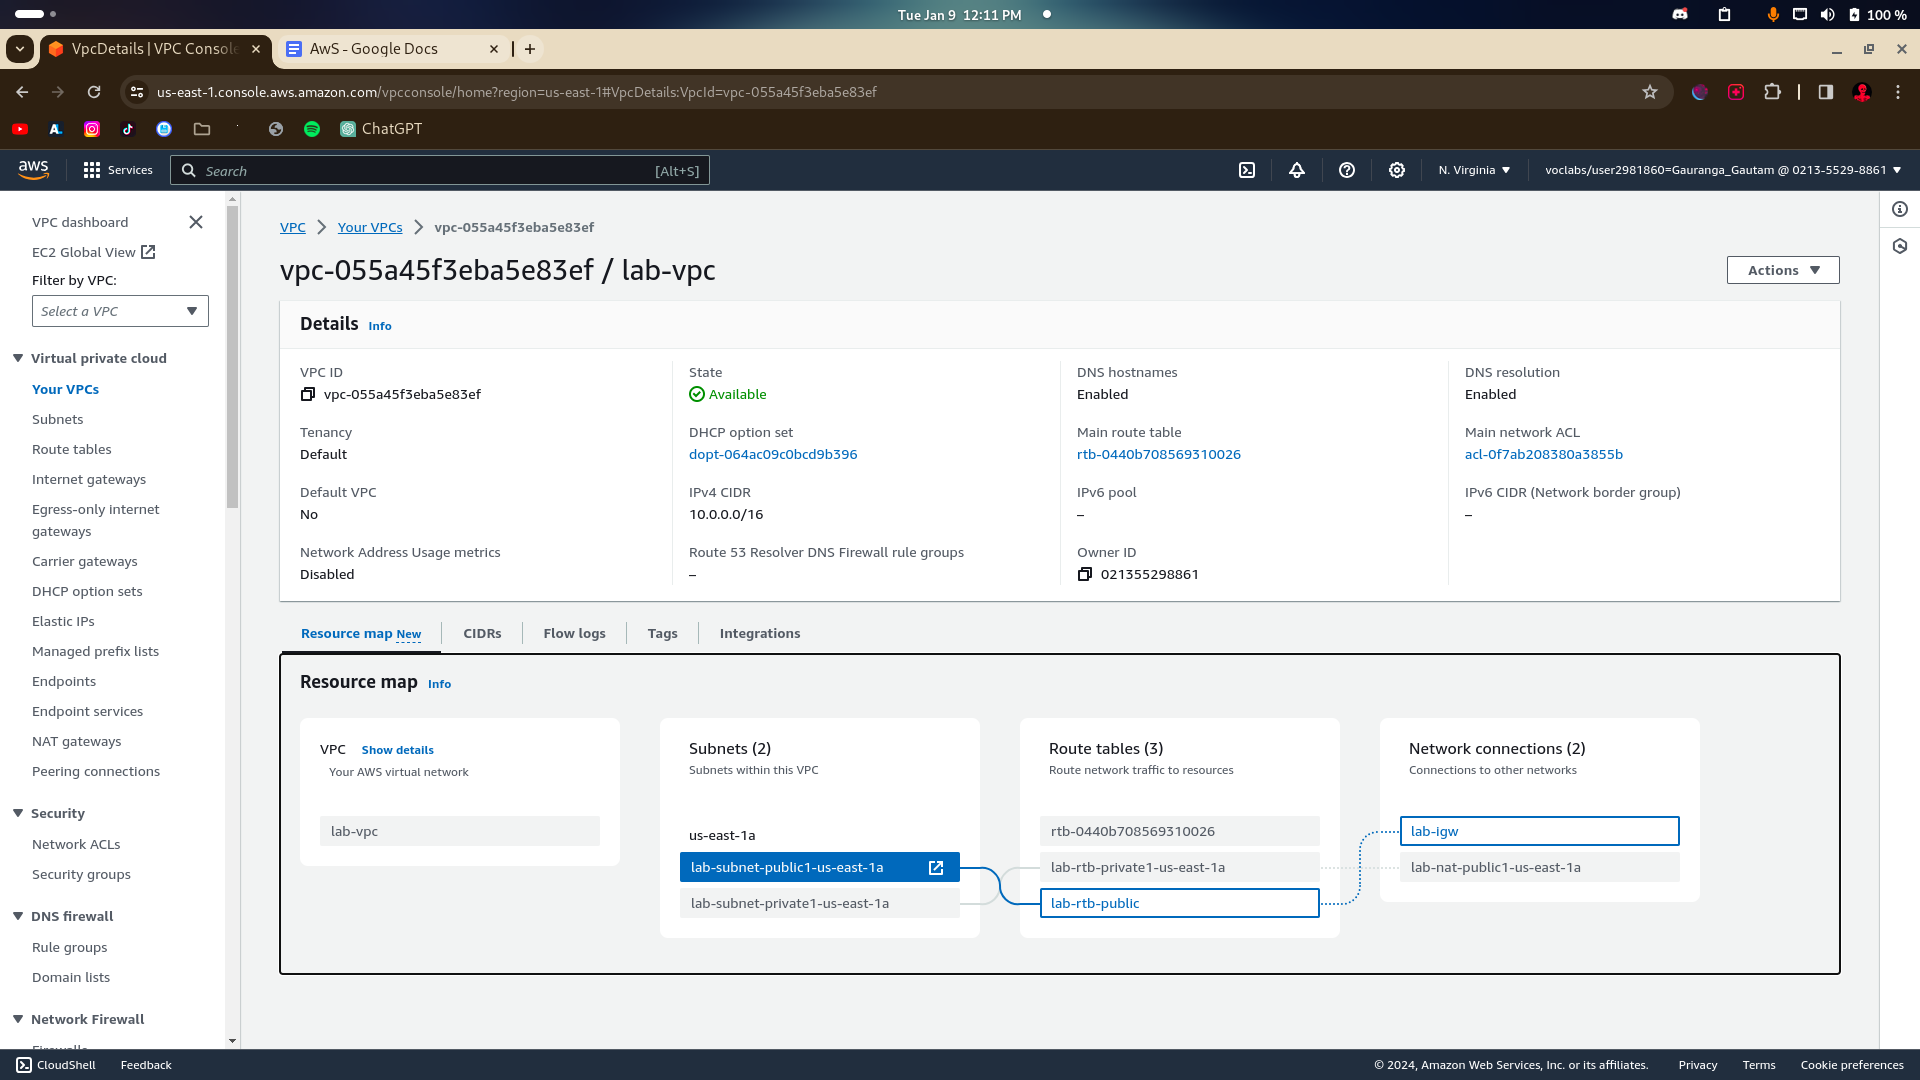 Tue Jan 9 12:11 PM
100 %
VpcDetails | VPC Console
AwS - Google Docs
us-east-1.console.aws.amazon.com/vpcconsole/home?region=us-east-1#VpcDetails:VpcId=vpc-055a45f3eba5e83ef
ChatGPT
aws
Services
Search
[Alt+S]
N. Virginia
voclabs/user2981860=Gauranga_Gautam @ 0213-5529-8861
VPC dashboard
EC2 Global View
Filter by VPC:
Select a VPC
Virtual private cloud
Your VPCs
Subnets
Route tables
Internet gateways
Egress-only internet
gateways
Carrier gateways
DHCP option sets
Elastic IPs
Managed prefix lists
Endpoints
Endpoint services
NAT gateways
Peering connections
Security
Network ACLs
Security groups
DNS firewall
Rule groups
Domain lists
Network Firewall
Firewalls
VPC
Your VPCs
vpc-055a45f3eba5e83ef
vpc-055a45f3eba5e83ef / lab-vpc
Actions
Details Info
VPC ID
vpc-055a45f3eba5e83ef
State
Available
DNS hostnames
Enabled
DNS resolution
Enabled
Tenancy
Default
DHCP option set
dopt-064ac09c0bcd9b396
Main route table
rtb-0440b708569310026
Main network ACL
acl-0f7ab208380a3855b
Default VPC
No
IPv4 CIDR
10.0.0.0/16
IPv6 pool
–
IPv6 CIDR (Network border group)
–
Network Address Usage metrics
Disabled
Route 53 Resolver DNS Firewall rule groups
–
Owner ID
021355298861
Resource map New
CIDRs
Flow logs
Tags
Integrations
Resource map Info
VPC Show details
Your AWS virtual network
lab-vpc
Subnets (2)
Subnets within this VPC
us-east-1a
lab-subnet-public1-us-east-1a
lab-subnet-private1-us-east-1a
Route tables (3)
Route network traffic to resources
rtb-0440b708569310026
lab-rtb-private1-us-east-1a
lab-rtb-public
Network connections (2)
Connections to other networks
lab-igw
lab-nat-public1-us-east-1a
CloudShell
Feedback
© 2024, Amazon Web Services, Inc. or its affiliates.
Privacy
Terms
Cookie preferences